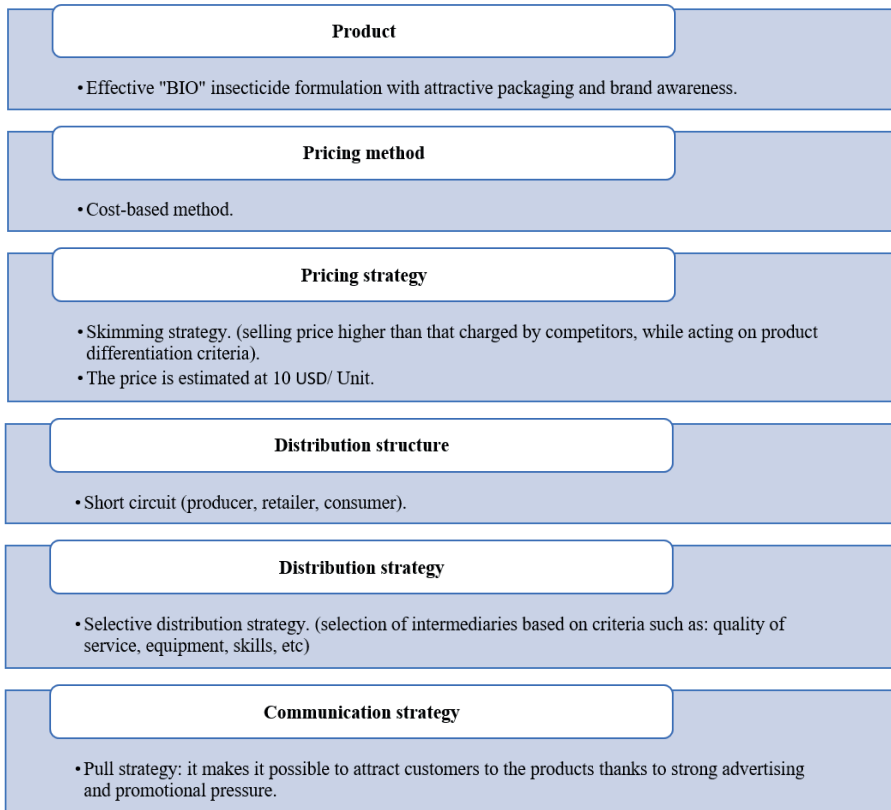 Product
• Effective "BIO" insecticide formulation with attractive packaging and brand awareness.
Pricing method
• Cost-based method.
Pricing strategy
• Skimming strategy. (selling price higher than that charged by competitors, while acting on product
differentiation criteria).
• The price is estimated at 10 USD/ Unit.
Distribution structure
• Short circuit (producer, retailer, consumer).
Distribution strategy
• Selective distribution strategy. (selection of intermediaries based on criteria such as: quality of
service, equipment, skills, etc)
Communication strategy
• Pull strategy: it makes it possible to attract customers to the products thanks to strong advertising
and promotional pressure.